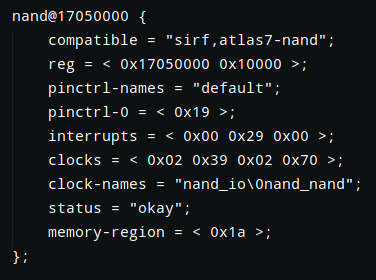 nand@17050000 {
compatible = "sirf,atlas7-nand";
reg = < 0x17050000 0x10000 >;
pinctrl-names = "default";
pinctrl-0 = < 0x19 >;
interrupts = < 0x00 0x29 0x00 >;
clocks = < 0x02 0x39 0x02 0x70 >;
clock-names = "nand_io\0nand_nand";
status = "okay";
memory-region = < 0x1a >;
};